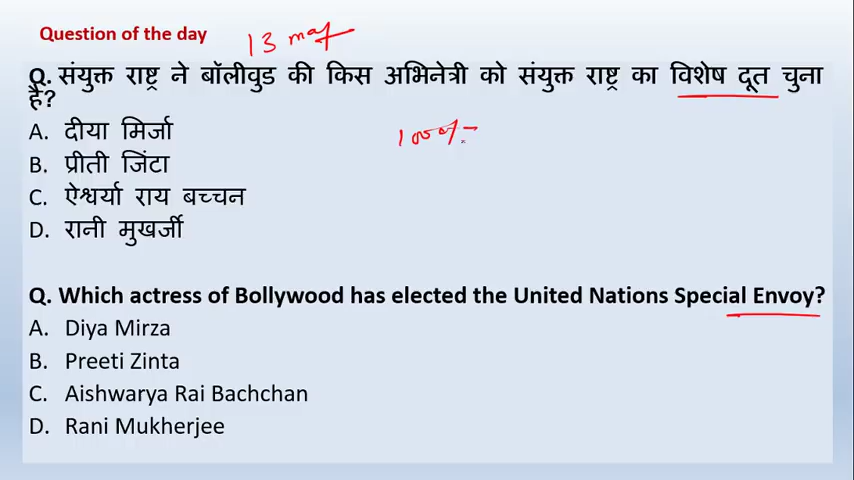 Question of the day
13 may
Q. संयुक्त राष्ट्र ने बॉलीवुड की किस अभिनेत्री को संयुक्त राष्ट्र का विशेष दूत चुना
है?
100%
A. दीया मिर्जा
B. प्रीती जिंटा
C. ऐश्वर्या राय बच्चन
D. रानी मुखर्जी
Q. Which actress of Bollywood has elected the United Nations Special Envoy?
A. Diya Mirza
B. Preeti Zinta
C. Aishwarya Rai Bachchan
D. Rani Mukherjee